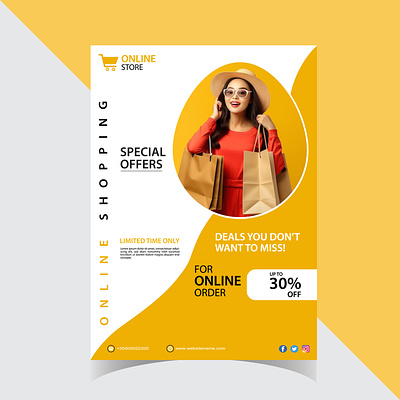 ONLINE
STORE
ONLINE SHOPPING
SPECIAL
OFFERS
LIMITED TIME ONLY
DEALS YOU DON'T
WANT TO MISS!
FOR
ONLINE
ORDER
UP TO
30%
OFF
www.websitename.com